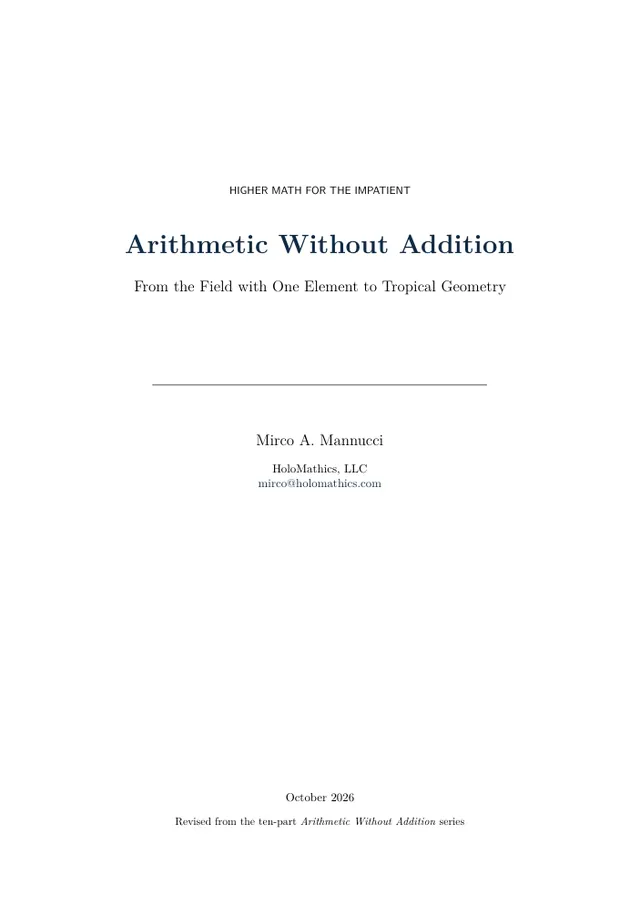 HIGHER MATH FOR THE IMPATIENT
Arithmetic Without Addition
From the Field with One Element to Tropical Geometry
Mirco A. Mannucci
HoloMathics, LLC
mirco@holomathics.com
October 2026
Revised from the ten-part Arithmetic Without Addition series